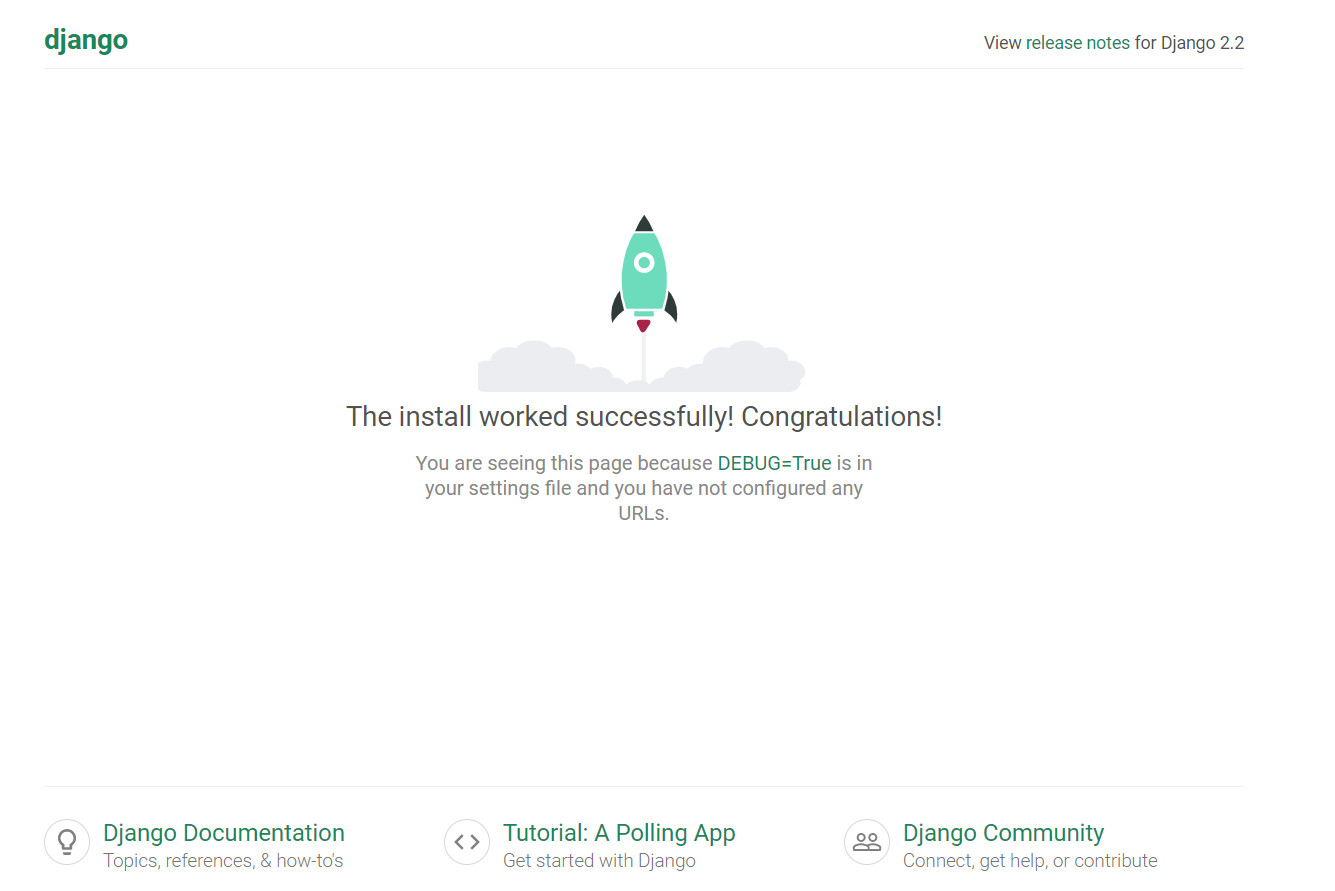 django
View release notes for Django 2.2
The install worked successfully! Congratulations!
You are seeing this page because DEBUG=True is in
your settings file and you have not configured any
URLs.
Django Documentation
Topics, references, & how-to's
Tutorial: A Polling App
Get started with Django
Django Community
Connect, get help, or contribute